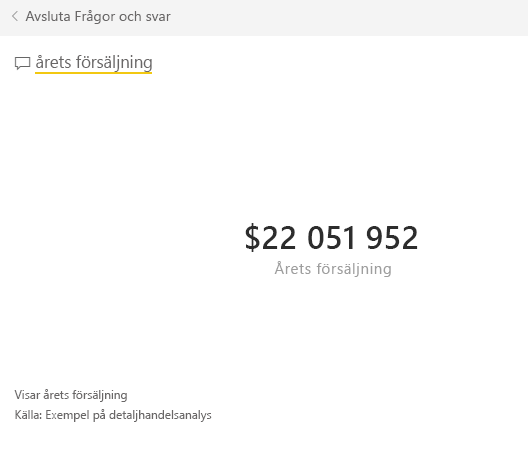 Avsluta Frågor och svar
årets försäljning
$22 051 952
Årets försäljning
Visar årets försäljning
Källa: Exempel på detaljhandelsanalys